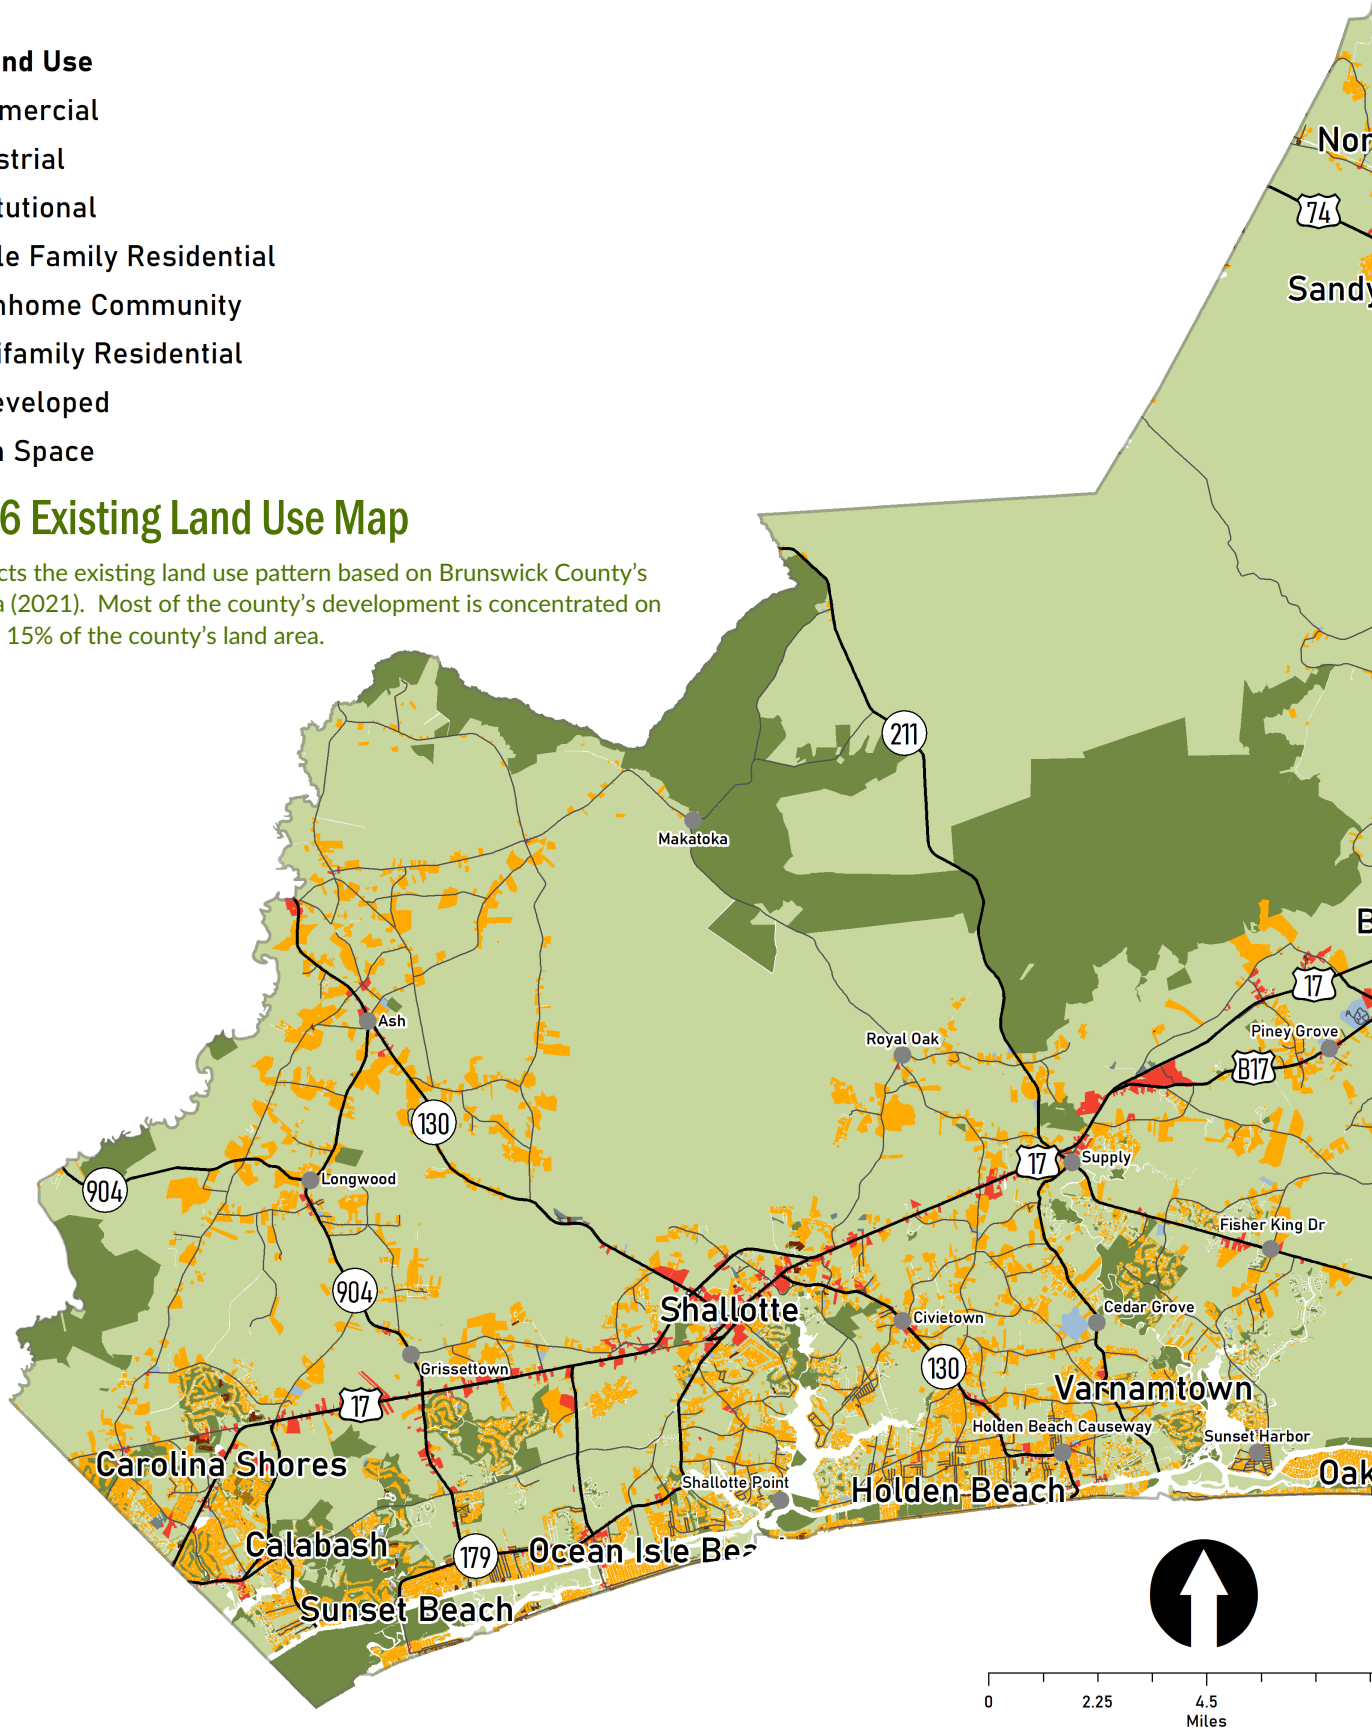 nd Use
mercial
strial
tutional
le Family Residential
nhome Community
ifamily Residential
eveloped
n Space
6 Existing Land Use Map
cts the existing land use pattern based on Brunswick County's
a (2021).  Most of the county's development is concentrated on
15% of the county's land area.
Nor
74
Sandy
211
Makatoka
B
17
Ash
Piney Grove
Royal Oak
B17
130
17
Supply
904
Longwood
Fisher King Dr
904
Shallotte
Cedar Grove
Civietown
Grissettown
130
Varnamtown
17
Holden Beach Causeway
Sunset Harbor
Carolina Shores
Oak
Shallotte Point
Holden Beach
Calabash
179
Ocean Isle Bea
Sunset Beach
0 2.25 4.5
Miles